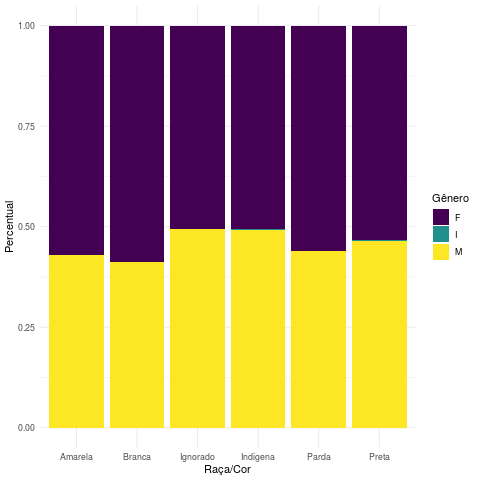 1.00
0.75
0.50
0.25
0.00
Percentual
Amarela Branca Ignorado Indigena Parda Preta
Raça/Cor
Gênero
F
I
M